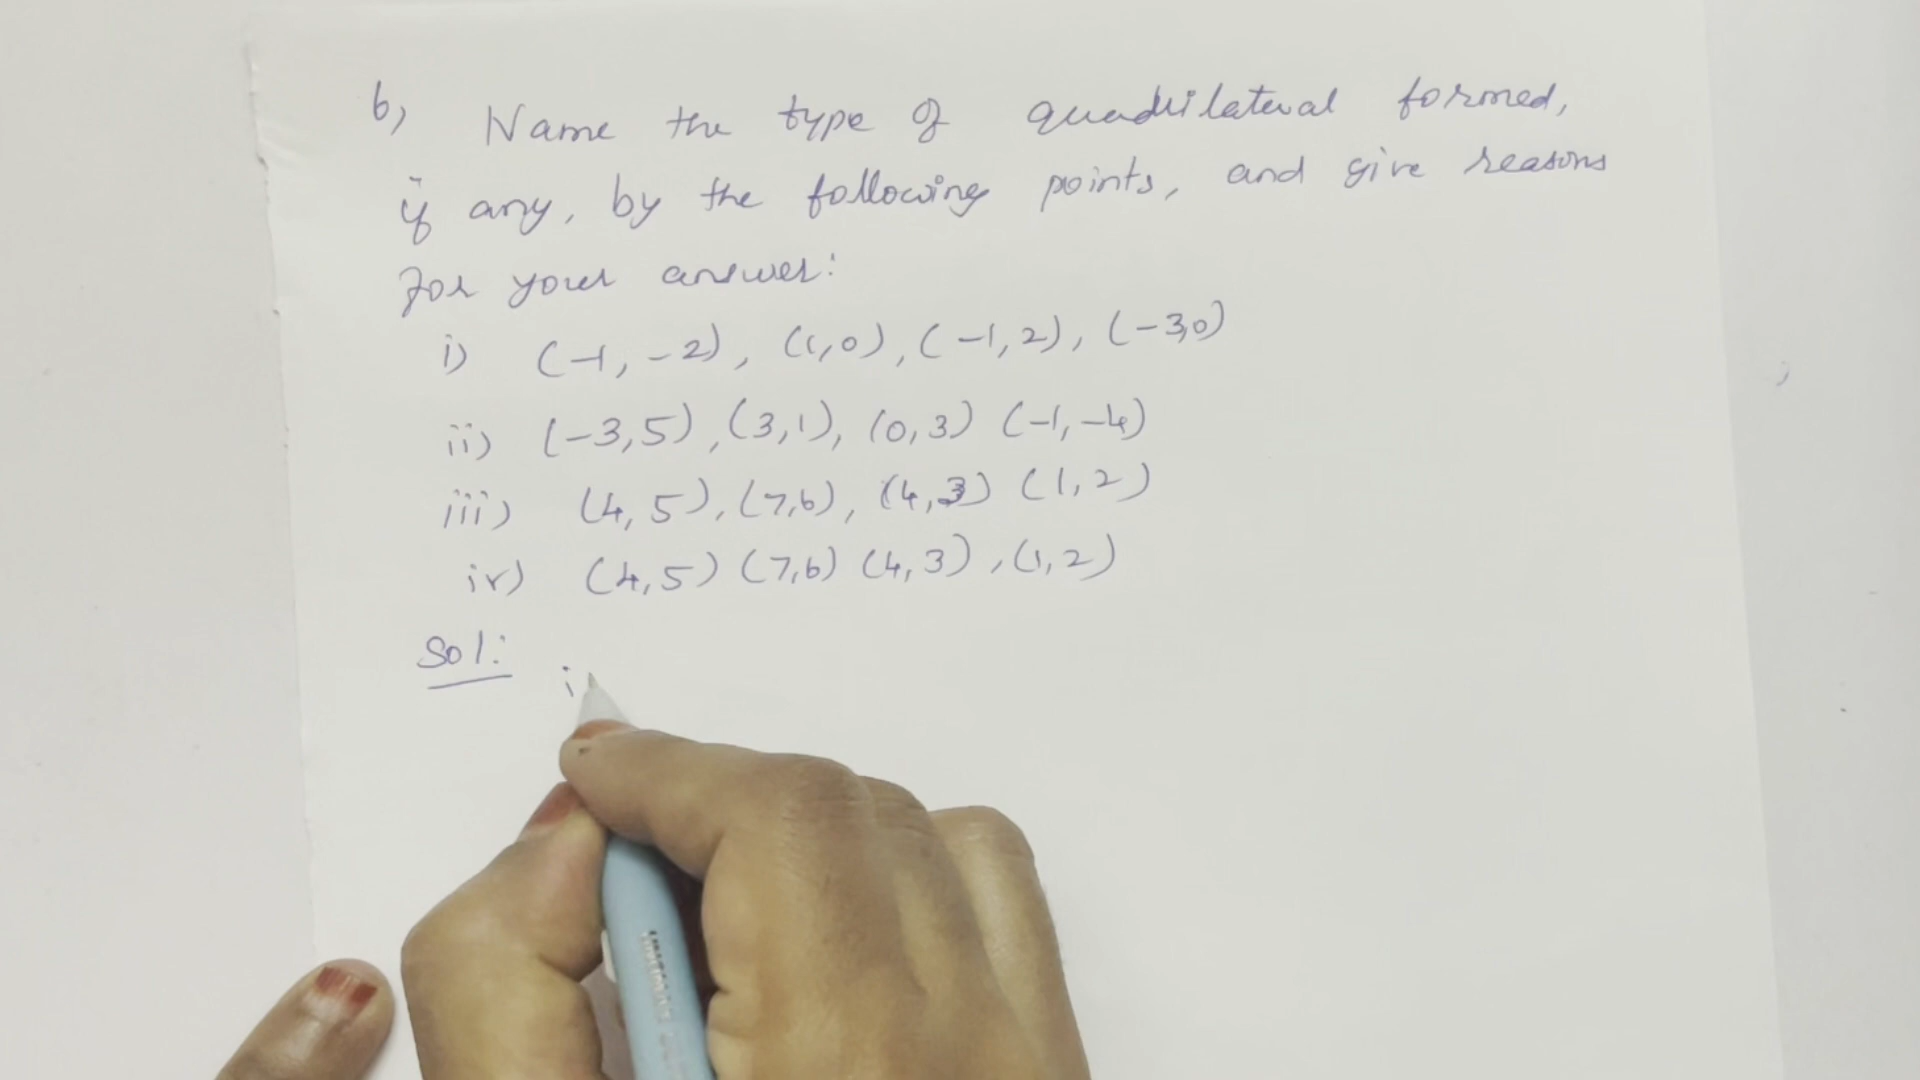 6) Name the type of quadrilateral formed,
if any, by the following points, and give reasons
for your answer:
i) (-1, -2), (1,0), (-1,2), (-3,0)
ii) (-3,5), (3,1), (0,3) (-1,-4)
iii) (4,5), (7,6), (4,3) (1,2)
iv) (4,5) (7,6) (4,3), (1,2)
Sol:
i